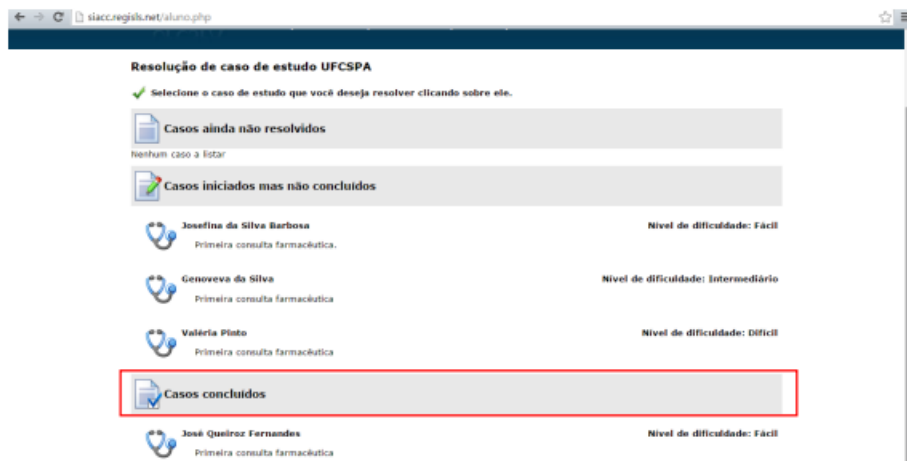 siacc.regisls.net/aluno.php
Resolução de caso de estudo UFCSPA
Selecione o caso de estudo que você deseja resolver clicando sobre ele.
Casos ainda não resolvidos
Nenhum caso a listar
Casos iniciados mas não concluídos
Josefina da Silva Barbosa Nível de dificuldade: Fácil
Primeira consulta farmacêutica.
Genoveva da Silva Nível de dificuldade: Intermediário
Primeira consulta farmacêutica
Valéria Pinto Nível de dificuldade: Difícil
Primeira consulta farmacêutica
Casos concluídos
José Queiroz Fernandes Nível de dificuldade: Fácil
Primeira consulta farmacêutica